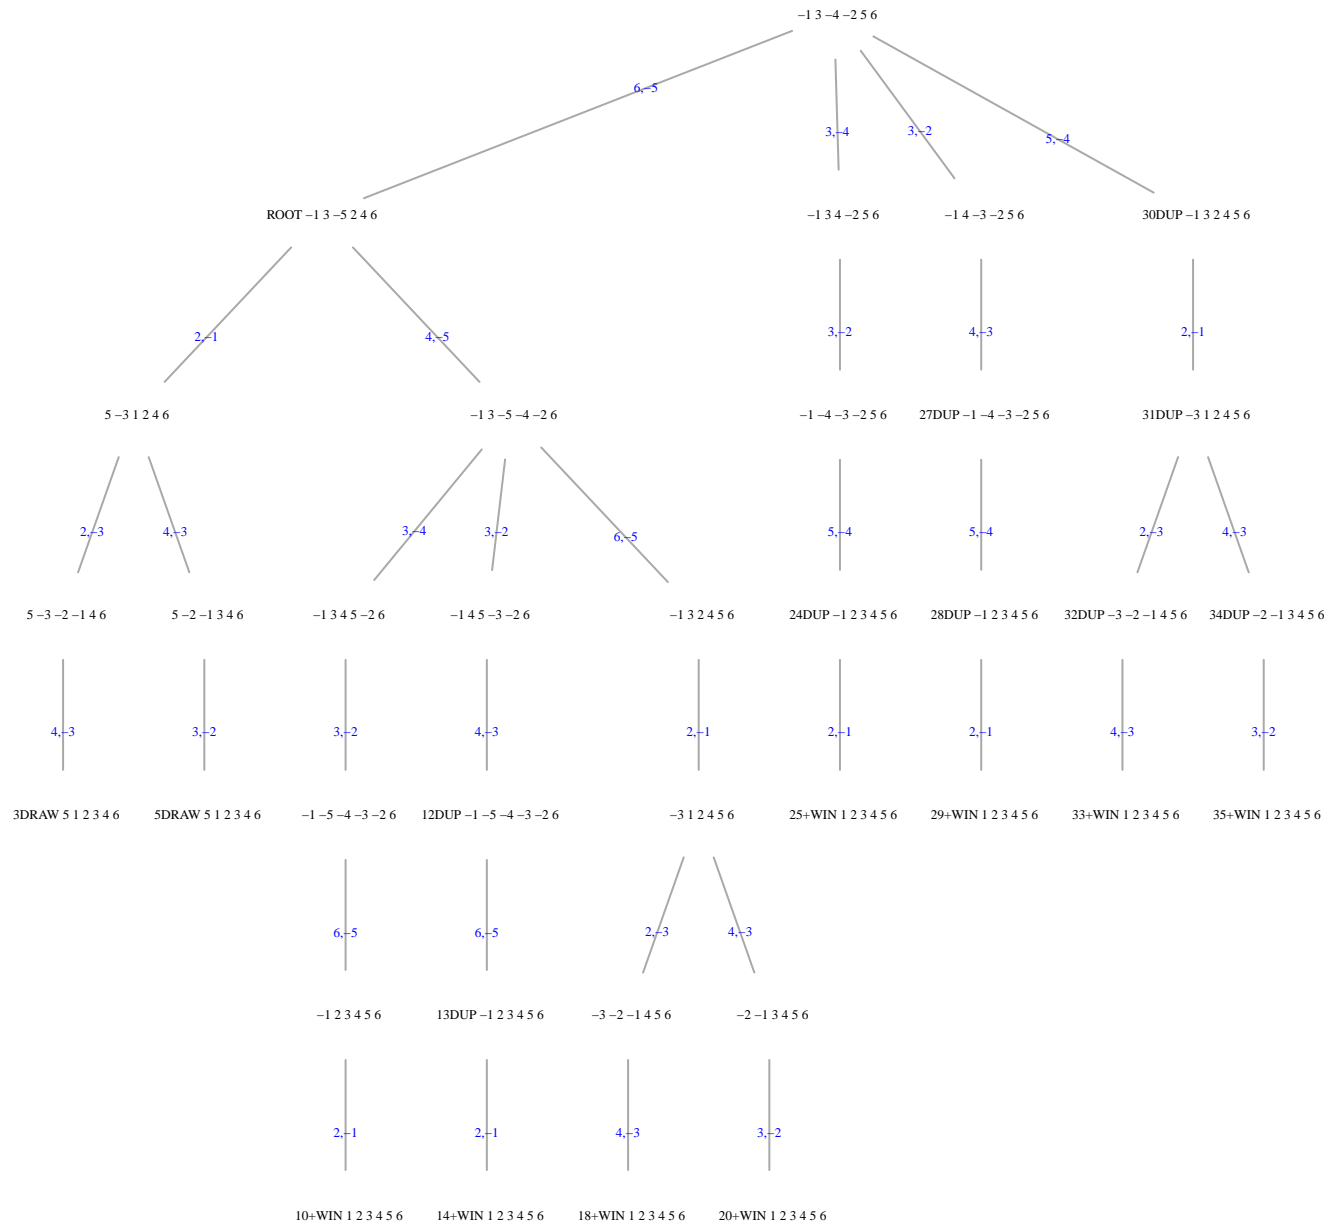 −1 3 −4 −2 5 6
6,−5
3,−4
3,−2
5,−4
ROOT −1 3 −5 2 4 6
−1 3 4 −2 5 6
−1 4 −3 −2 5 6
30DUP −1 3 2 4 5 6
2,−1
4,−5
3,−2
4,−3
2,−1
5 −3 1 2 4 6
−1 3 −5 −4 −2 6
−1 −4 −3 −2 5 6
27DUP −1 −4 −3 −2 5 6
31DUP −3 1 2 4 5 6
2,−3
4,−3
3,−4
3,−2
6,−5
5,−4
5,−4
2,−3
4,−3
5 −3 −2 −1 4 6
5 −2 −1 3 4 6
−1 3 4 5 −2 6
−1 4 5 −3 −2 6
−1 3 2 4 5 6
24DUP −1 2 3 4 5 6
28DUP −1 2 3 4 5 6
32DUP −3 −2 −1 4 5 6
34DUP −2 −1 3 4 5 6
4,−3
3,−2
3,−2
4,−3
2,−1
2,−1
2,−1
4,−3
3,−2
3DRAW 5 1 2 3 4 6
5DRAW 5 1 2 3 4 6
−1 −5 −4 −3 −2 6
12DUP −1 −5 −4 −3 −2 6
−3 1 2 4 5 6
25+WIN 1 2 3 4 5 6
29+WIN 1 2 3 4 5 6
33+WIN 1 2 3 4 5 6
35+WIN 1 2 3 4 5 6
6,−5
6,−5
2,−3
4,−3
−1 2 3 4 5 6
13DUP −1 2 3 4 5 6
−3 −2 −1 4 5 6
−2 −1 3 4 5 6
2,−1
2,−1
4,−3
3,−2
10+WIN 1 2 3 4 5 6
14+WIN 1 2 3 4 5 6
18+WIN 1 2 3 4 5 6
20+WIN 1 2 3 4 5 6